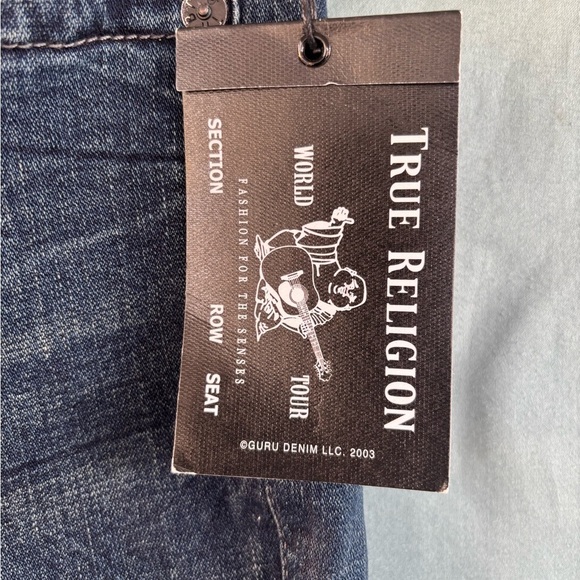 TRUE RELIGION
WORLD TOUR
FASHION FOR THE SENSES
SECTION ROW SEAT
©GURU DENIM LLC. 2003